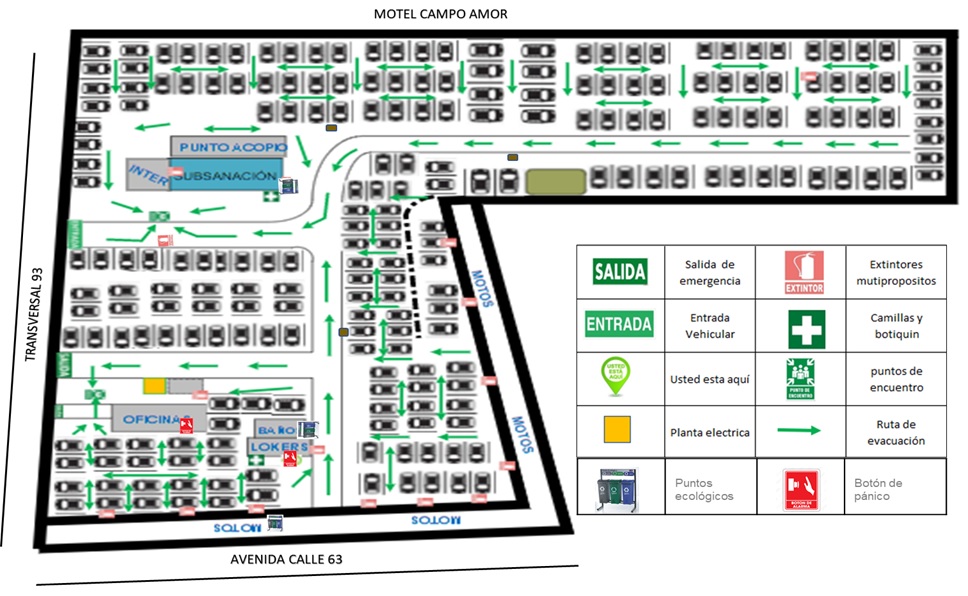 MOTEL CAMPO AMOR
PUNTO ACOPIO
INTER
SUBSANACIÓN
ENTRADA
TRANSVERSAL 93
MOTOS
SALIDA
OFICINAS
BAÑO
LOKERS
MOTOS
MOTOS
MOTOS
AVENIDA CALLE 63
SALIDA
Salida de
emergencia
EXTINTOR
Extintores
mutipropositos
ENTRADA
Entrada
Vehicular
Camillas y
botiquin
USTED
ESTÁ
AQUÍ
Usted esta aquí
PUNTO DE
ENCUENTRO
puntos de
encuentro
Planta electrica
Ruta de
evacuación
Puntos
ecológicos
BOTÓN DE
ALARMA
Botón de
pánico